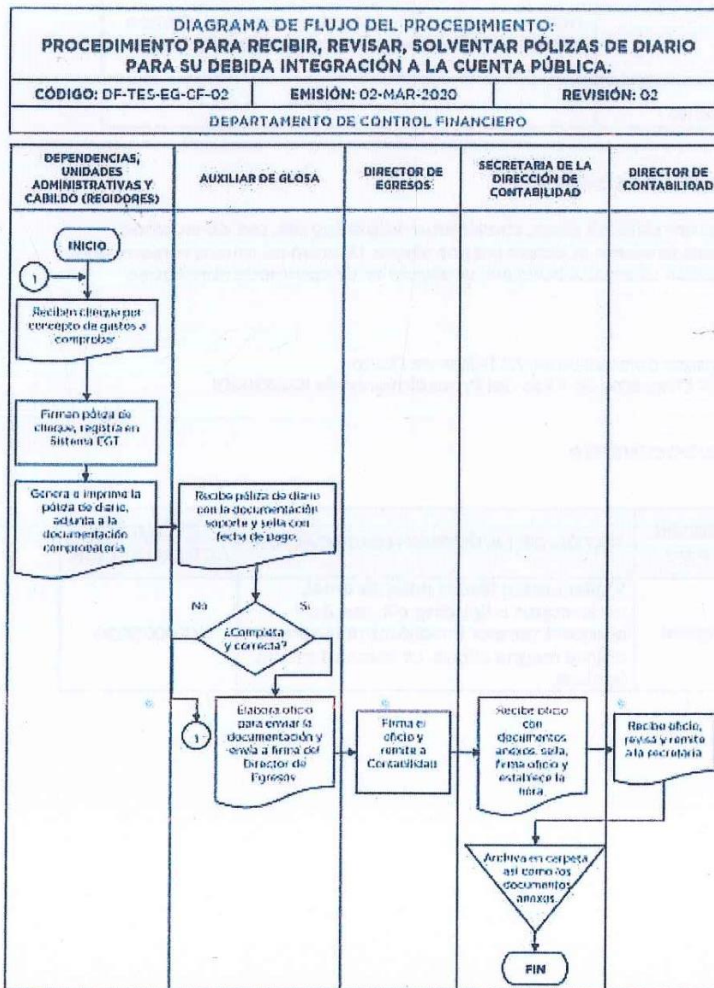 DIAGRAMA DE FLUJO DEL PROCEDIMIENTO:
PROCEDIMIENTO PARA RECIBIR, REVISAR, SOLVENTAR PÓLIZAS DE DIARIO
PARA SU DEBIDA INTEGRACIÓN A LA CUENTA PÚBLICA.
CÓDIGO: DF-TES-EG-CF-02
EMISIÓN: 02-MAR-2020
REVISIÓN: 02
DEPARTAMENTO DE CONTROL FINANCIERO
DEPENDENCIAS,
UNIDADES
ADMINISTRATIVAS Y
CABILDO (REGIDORES)
AUXILIAR DE GLOSA
DIRECTOR DE
EGRESOS
SECRETARIA DE LA
DIRECCIÓN DE
CONTABILIDAD
DIRECTOR DE
CONTABILIDAD
INICIO
1
Reciben cheque por
concepto de gastos a
comprobar
Firman póliza de
cheque, registra en
Sistema EGT
Genera e imprime la
póliza de diario,
adjunta a la
documentación
comprobatoria
Recibe póliza de diario
con la documentación
soporte y sella con
fecha de pago.
No
Si
¿Completa
y correcta?
1
Elabora oficio
para enviar la
documentación y
envía a firma del
Director de
Egresos
Firma el
oficio y
remite a
Contabilidad
Recibe oficio
con
documentos
anexos, sella,
firma oficio y
establece la
hora
Recibe oficio,
revisa y remite
a la secretaria
Archiva en carpeta
así como los
documentos
anexos.
FIN